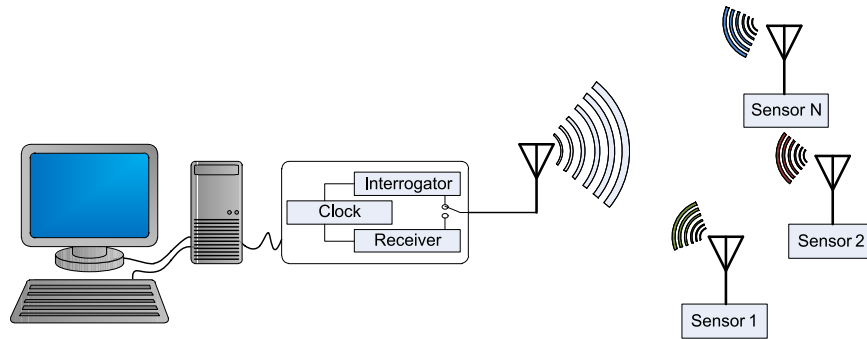 Sensor N
Interrogator
Clock
Receiver
Sensor 2
Sensor 1